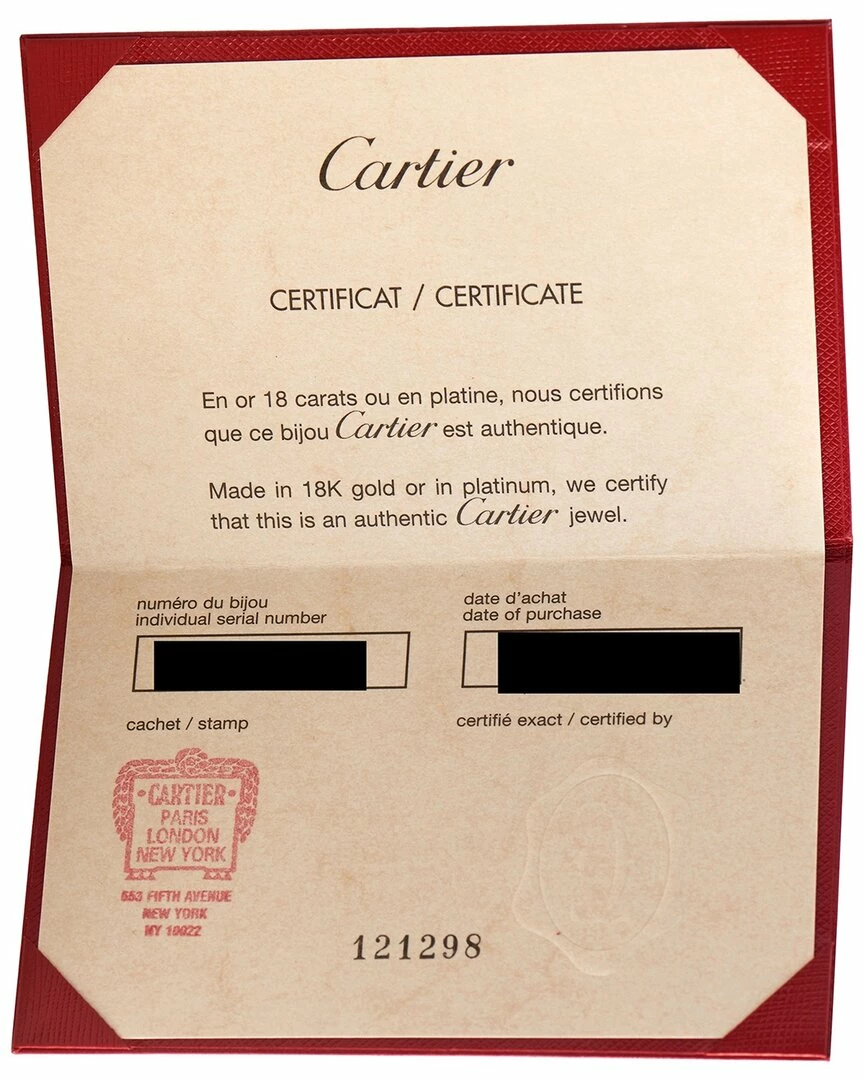 Cartier
CERTIFICAT / CERTIFICATE
En or 18 carats ou en platine, nous certifions
que ce bijou Cartier est authentique.
Made in 18K gold or in platinum, we certify
that this is an authentic Cartier jewel.
numéro du bijou
individual serial number
date d'achat
date of purchase
cachet / stamp
certifié exact / certified by
·CARTIER·
PARIS
LONDON
NEW YORK
653 FIFTH AVENUE
NEW YORK
NY 10022
121298